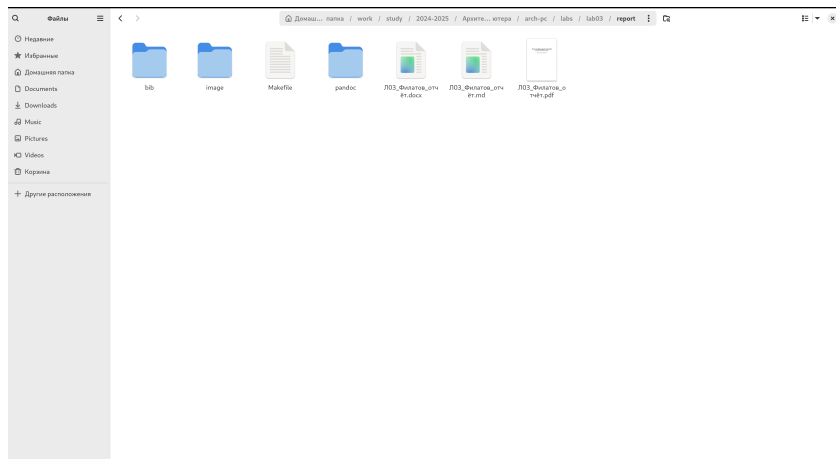 Файлы
Домаш... папка / work / study / 2024-2025 / Архите... ютера / arch-pc / labs / lab03 / report
Недавние
Избранные
Домашняя папка
Documents
Downloads
Music
Pictures
Videos
Корзина
Другие расположения
bib
image
Makefile
pandoc
Л03_Филатов_отч
ёт.docx
Л03_Филатов_отч
ёт.md
Л03_Филатов_о
тчёт.pdf